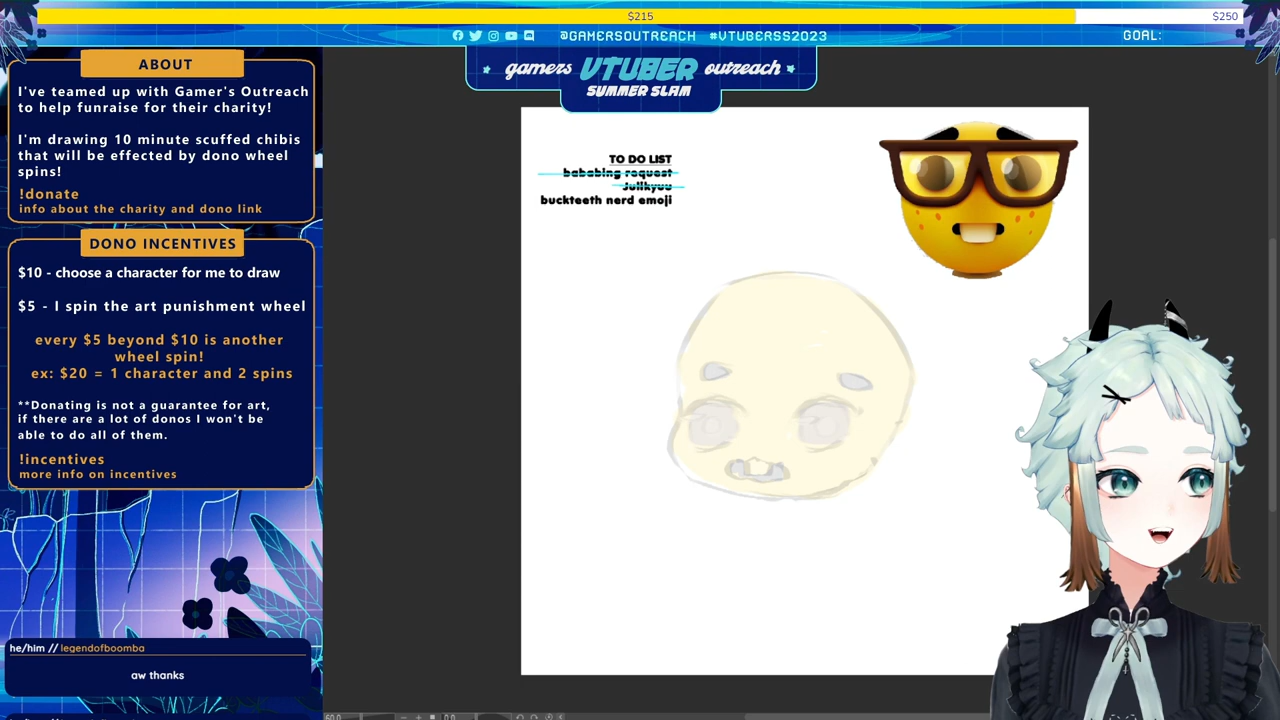 $215
$250
@GAMERSOUTREACH #VTUBERSS2023
GOAL:
gamers VTUBER outreach
SUMMER SLAM
ABOUT
I've teamed up with Gamer's Outreach
to help funraise for their charity!
I'm drawing 10 minute scuffed chibis
that will be effected by dono wheel
spins!
!donate
info about the charity and dono link
DONO INCENTIVES
$10 - choose a character for me to draw
$5 - I spin the art punishment wheel
every $5 beyond $10 is another
wheel spin!
ex: $20 = 1 character and 2 spins
**Donating is not a guarantee for art,
if there are a lot of donos I won't be
able to do all of them.
!incentives
more info on incentives
he/him // legendofboomba
aw thanks
TO DO LIST
bababing request
buckteeth nerd emoji